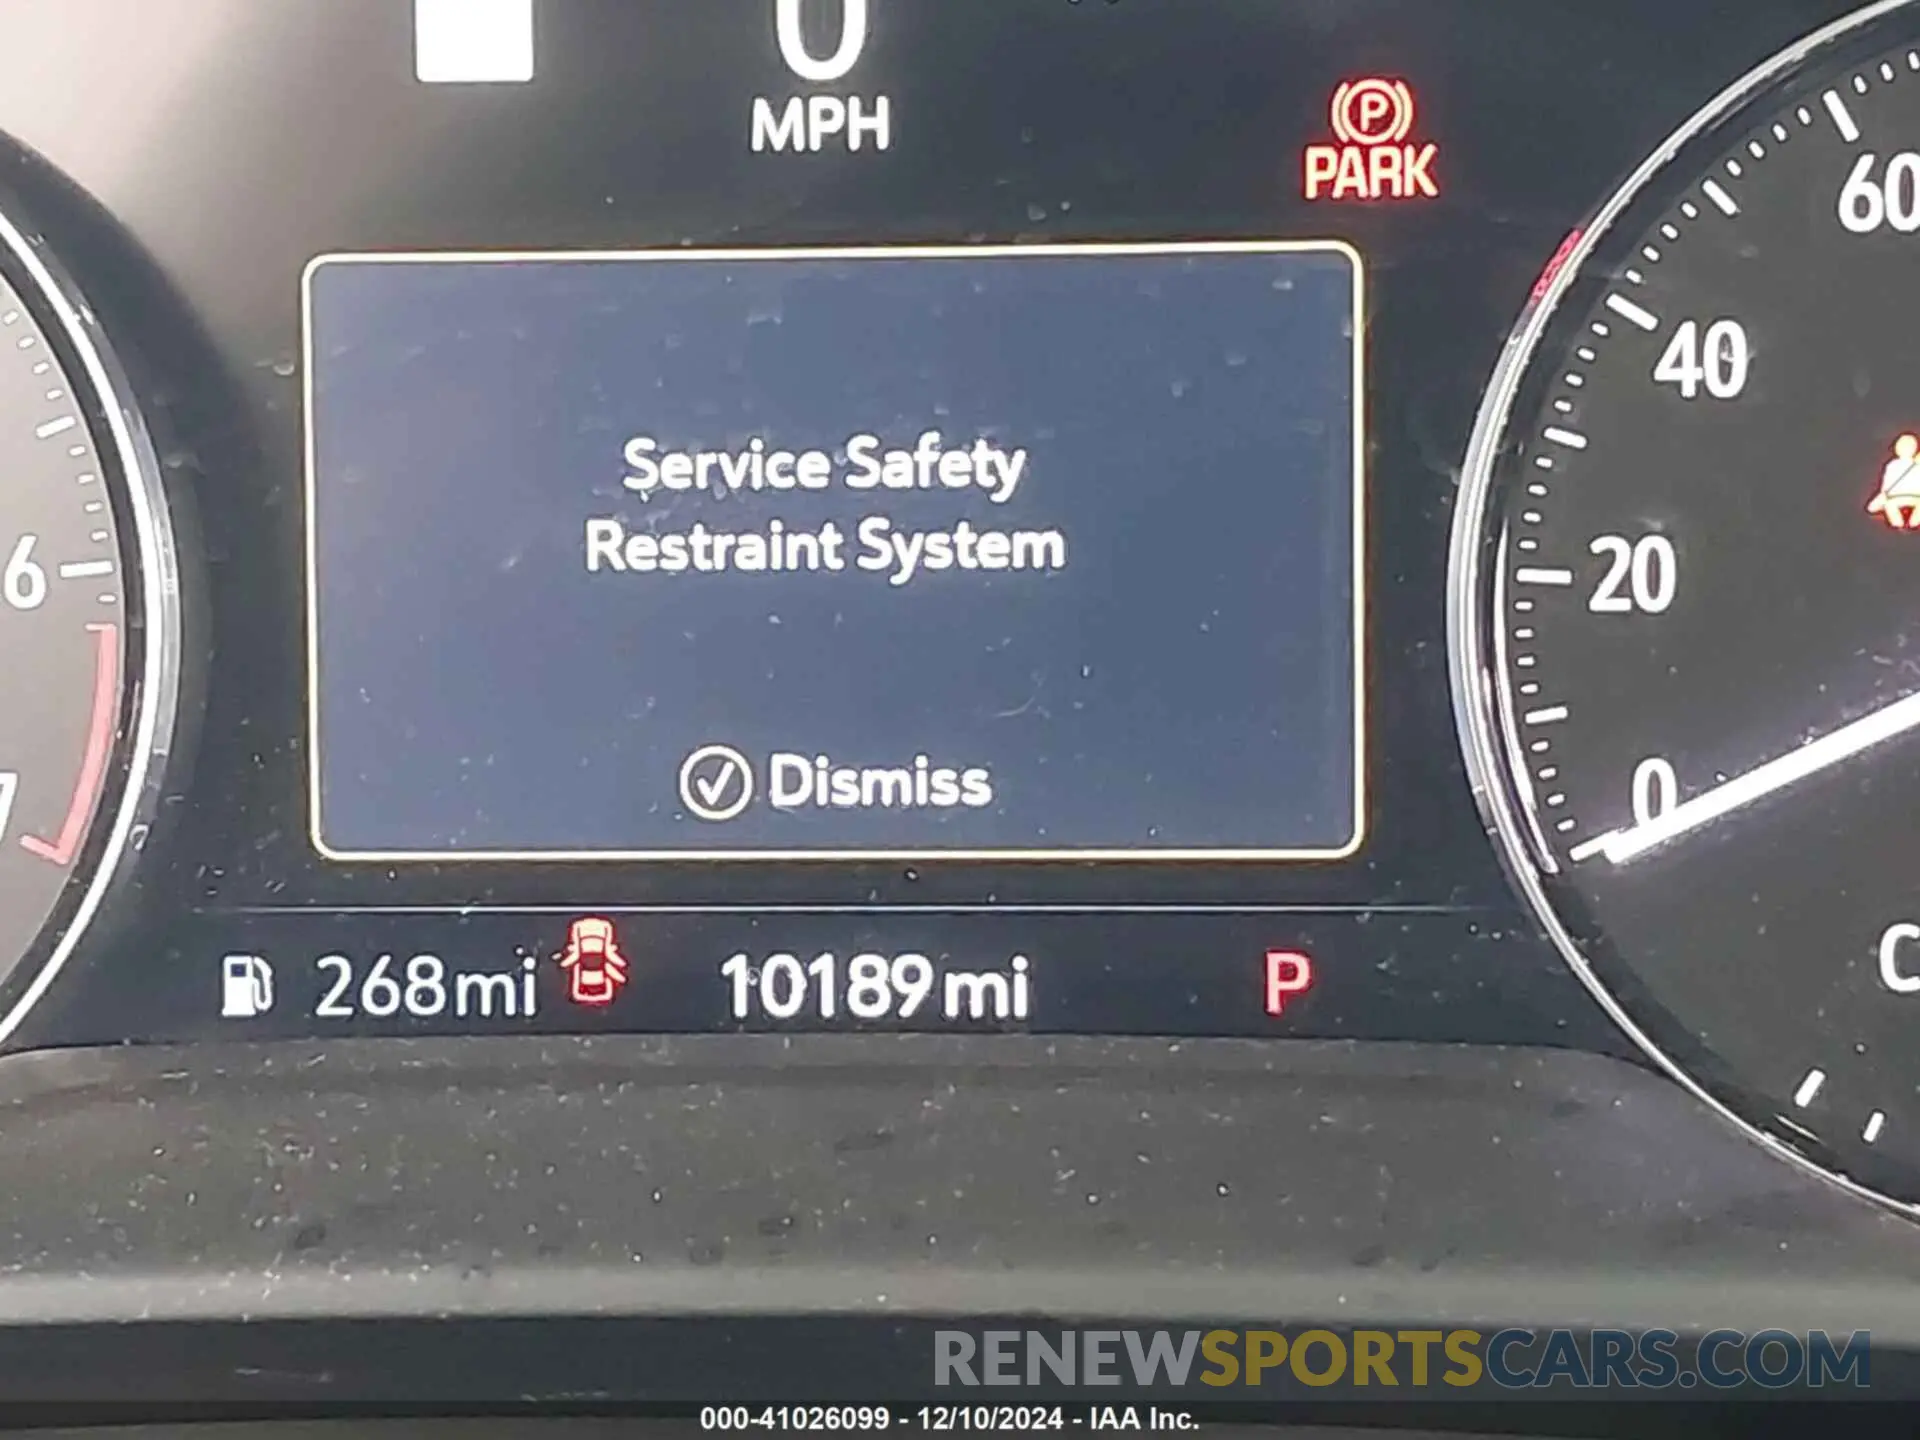 0
MPH
PARK
60
40
20
0
6
7
Service Safety
Restraint System
Dismiss
268mi
10189mi
P
C
RENEWSPORTSCARS.COM
000-41026099 - 12/10/2024 - IAA Inc.